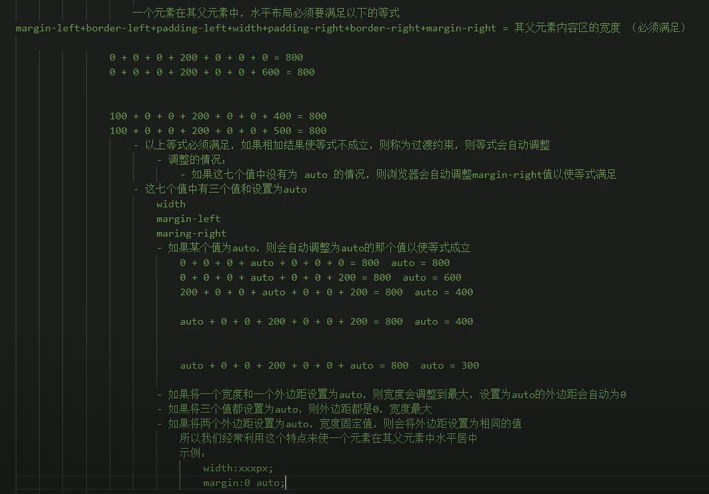 一个元素在其父元素中，水平布局必须要满足以下的等式
margin-left+border-left+padding-left+width+padding-right+border-right+margin-right = 其父元素内容区的宽度 （必须满足）
0 + 0 + 0 + 200 + 0 + 0 + 0 = 800
0 + 0 + 0 + 200 + 0 + 0 + 600 = 800
100 + 0 + 0 + 200 + 0 + 0 + 400 = 800
100 + 0 + 0 + 200 + 0 + 0 + 500 = 800
- 以上等式必须满足，如果相加结果使等式不成立，则称为过渡约束，则等式会自动调整
- 调整的情况：
- 如果这七个值中没有为 auto 的情况，则浏览器会自动调整margin-right值以使等式满足
- 这七个值中有三个值和设置为auto
width
margin-left
maring-right
- 如果某个值为auto，则会自动调整为auto的那个值以使等式成立
0 + 0 + 0 + auto + 0 + 0 + 0 = 800 auto = 800
0 + 0 + 0 + auto + 0 + 0 + 200 = 800 auto = 600
200 + 0 + 0 + auto + 0 + 0 + 200 = 800 auto = 400
auto + 0 + 0 + 200 + 0 + 0 + 200 = 800 auto = 400
auto + 0 + 0 + 200 + 0 + 0 + auto = 800 auto = 300
- 如果将一个宽度和一个外边距设置为auto，则宽度会调整到最大，设置为auto的外边距会自动为0
- 如果将三个值都设置为auto，则外边距都是0，宽度最大
- 如果将两个外边距设置为auto，宽度固定值，则会将外边距设置为相同的值
所以我们经常利用这个特点来使一个元素在其父元素中水平居中
示例：
width:xxxpx;
margin:0 auto;